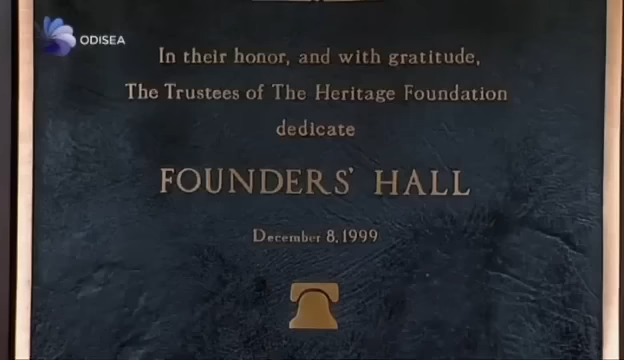 ODISEA
In their honor, and with gratitude,
The Trustees of The Heritage Foundation
dedicate
FOUNDERS' HALL
December 8, 1999